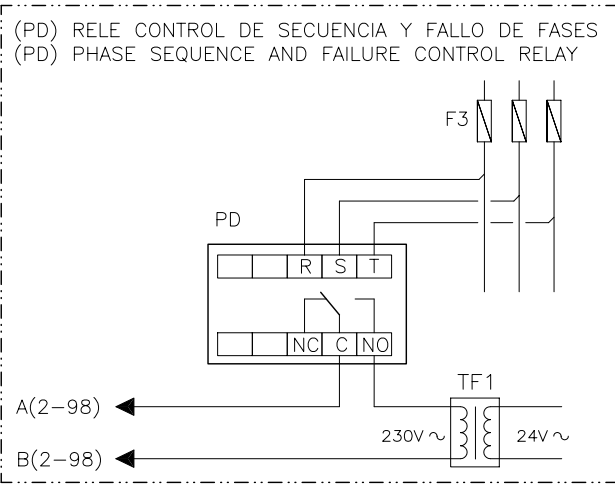 (PD) RELE CONTROL DE SECUENCIA Y FALLO DE FASES
(PD) PHASE SEQUENCE AND FAILURE CONTROL RELAY
F3
PD
R S T
NC C NO
A(2-98)
TF1
230V ~ 24V ~
B(2-98)